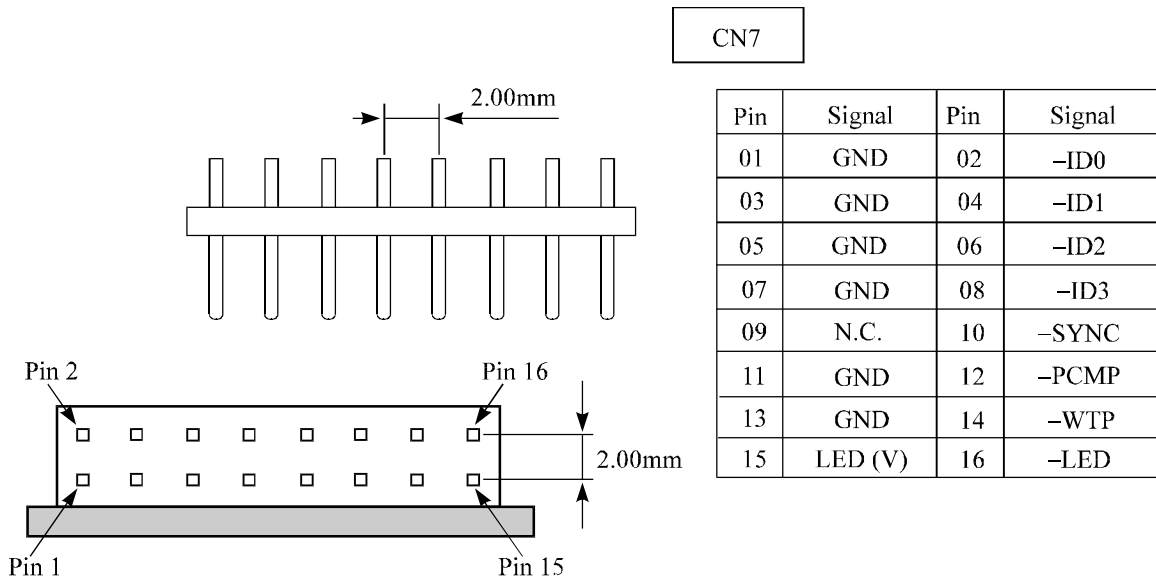 CN7
2.00mm
Pin Signal Pin Signal
01 GND 02 –ID0
03 GND 04 –ID1
05 GND 06 –ID2
07 GND 08 –ID3
09 N.C. 10 –SYNC
11 GND 12 –PCMP
13 GND 14 –WTP
15 LED (V) 16 –LED
Pin 2
Pin 16
2.00mm
Pin 1
Pin 15